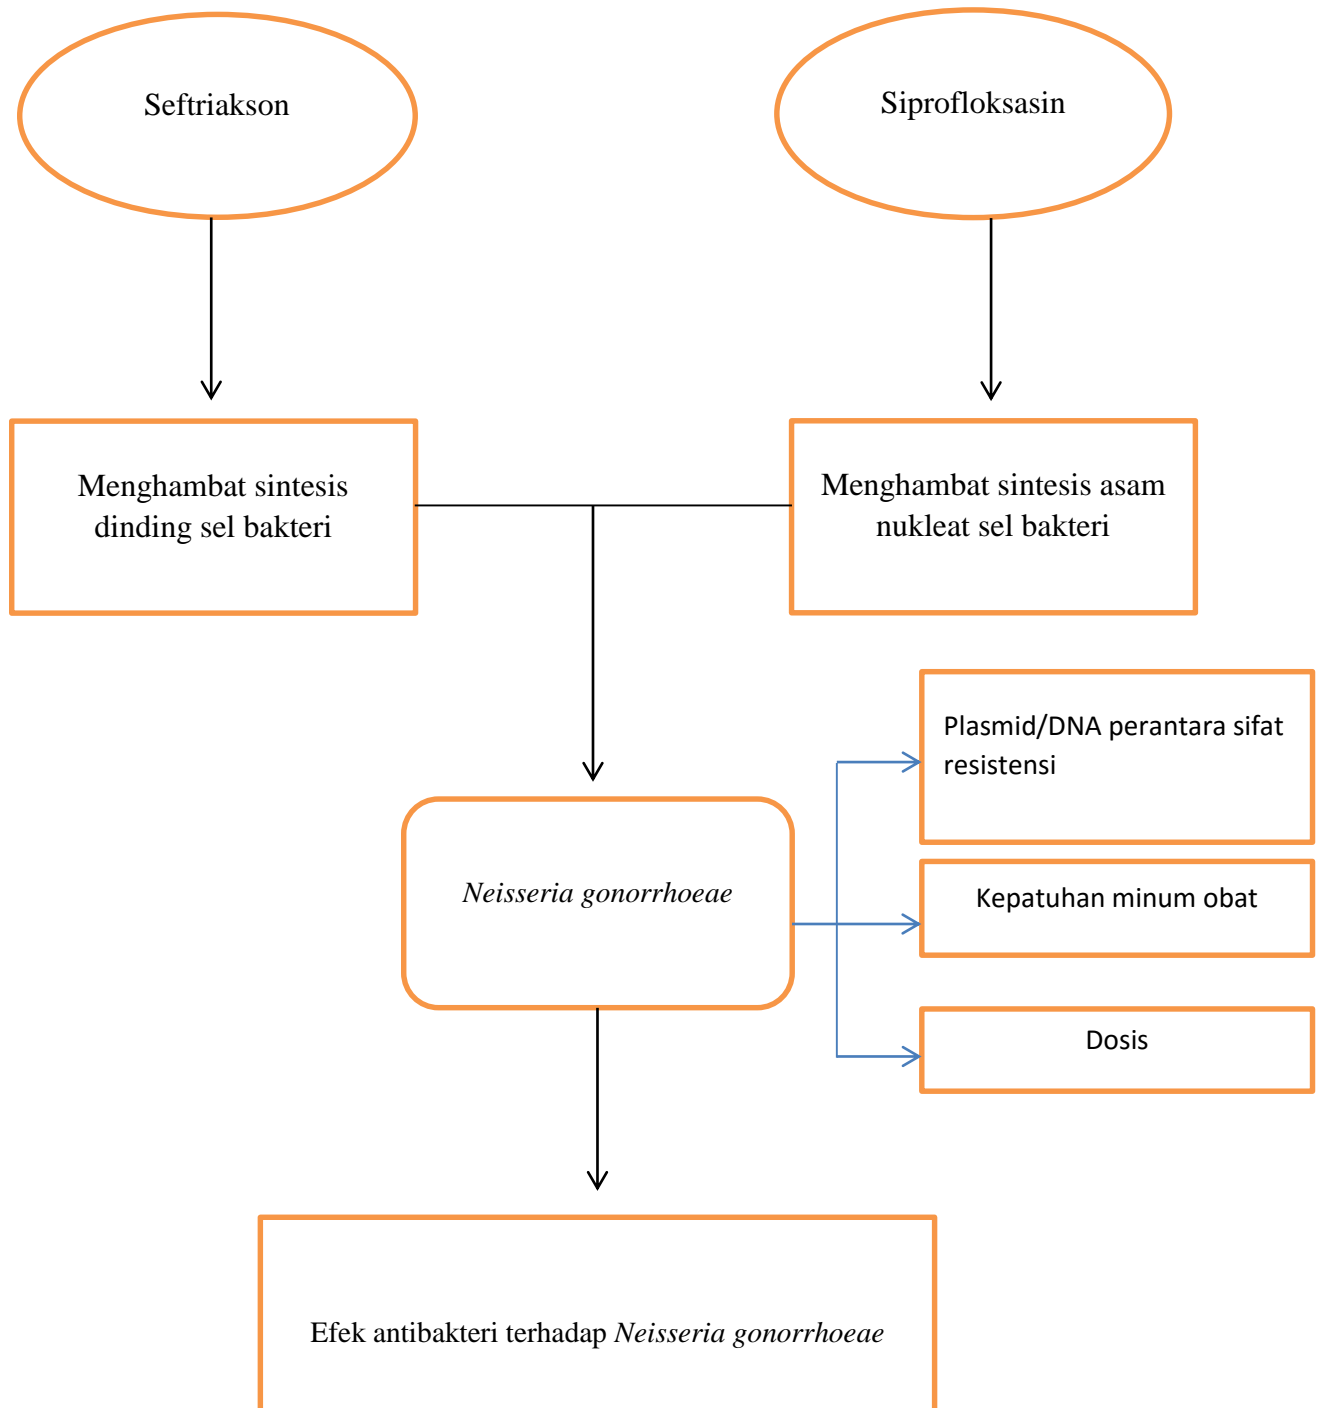 Seftriakson
Siprofloksasin
Menghambat sintesis
dinding sel bakteri
Menghambat sintesis asam
nukleat sel bakteri
Plasmid/DNA perantara sifat
resistensi
Neisseria gonorrhoeae
Kepatuhan minum obat
Dosis
Efek antibakteri terhadap Neisseria gonorrhoeae